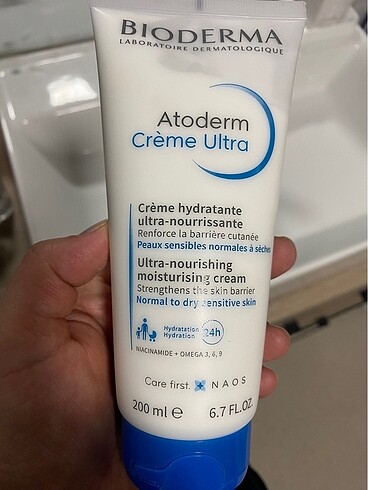 BIODERMA
LABORATOIRE DERMATOLOGIQUE
Atoderm
Crème Ultra
Crème hydratante
ultra-nourrissante
Renforce la barrière cutanée
Peaux sensibles normales à sèches
Ultra-nourishing
moisturising cream
Strengthens the skin barrier
Normal to dry sensitive skin
Hydratation
Hydration
24h
NIACINAMIDE + OMEGA 3, 6, 9
Care first. NAOS
200 ml e 6.7 FL.OZ.